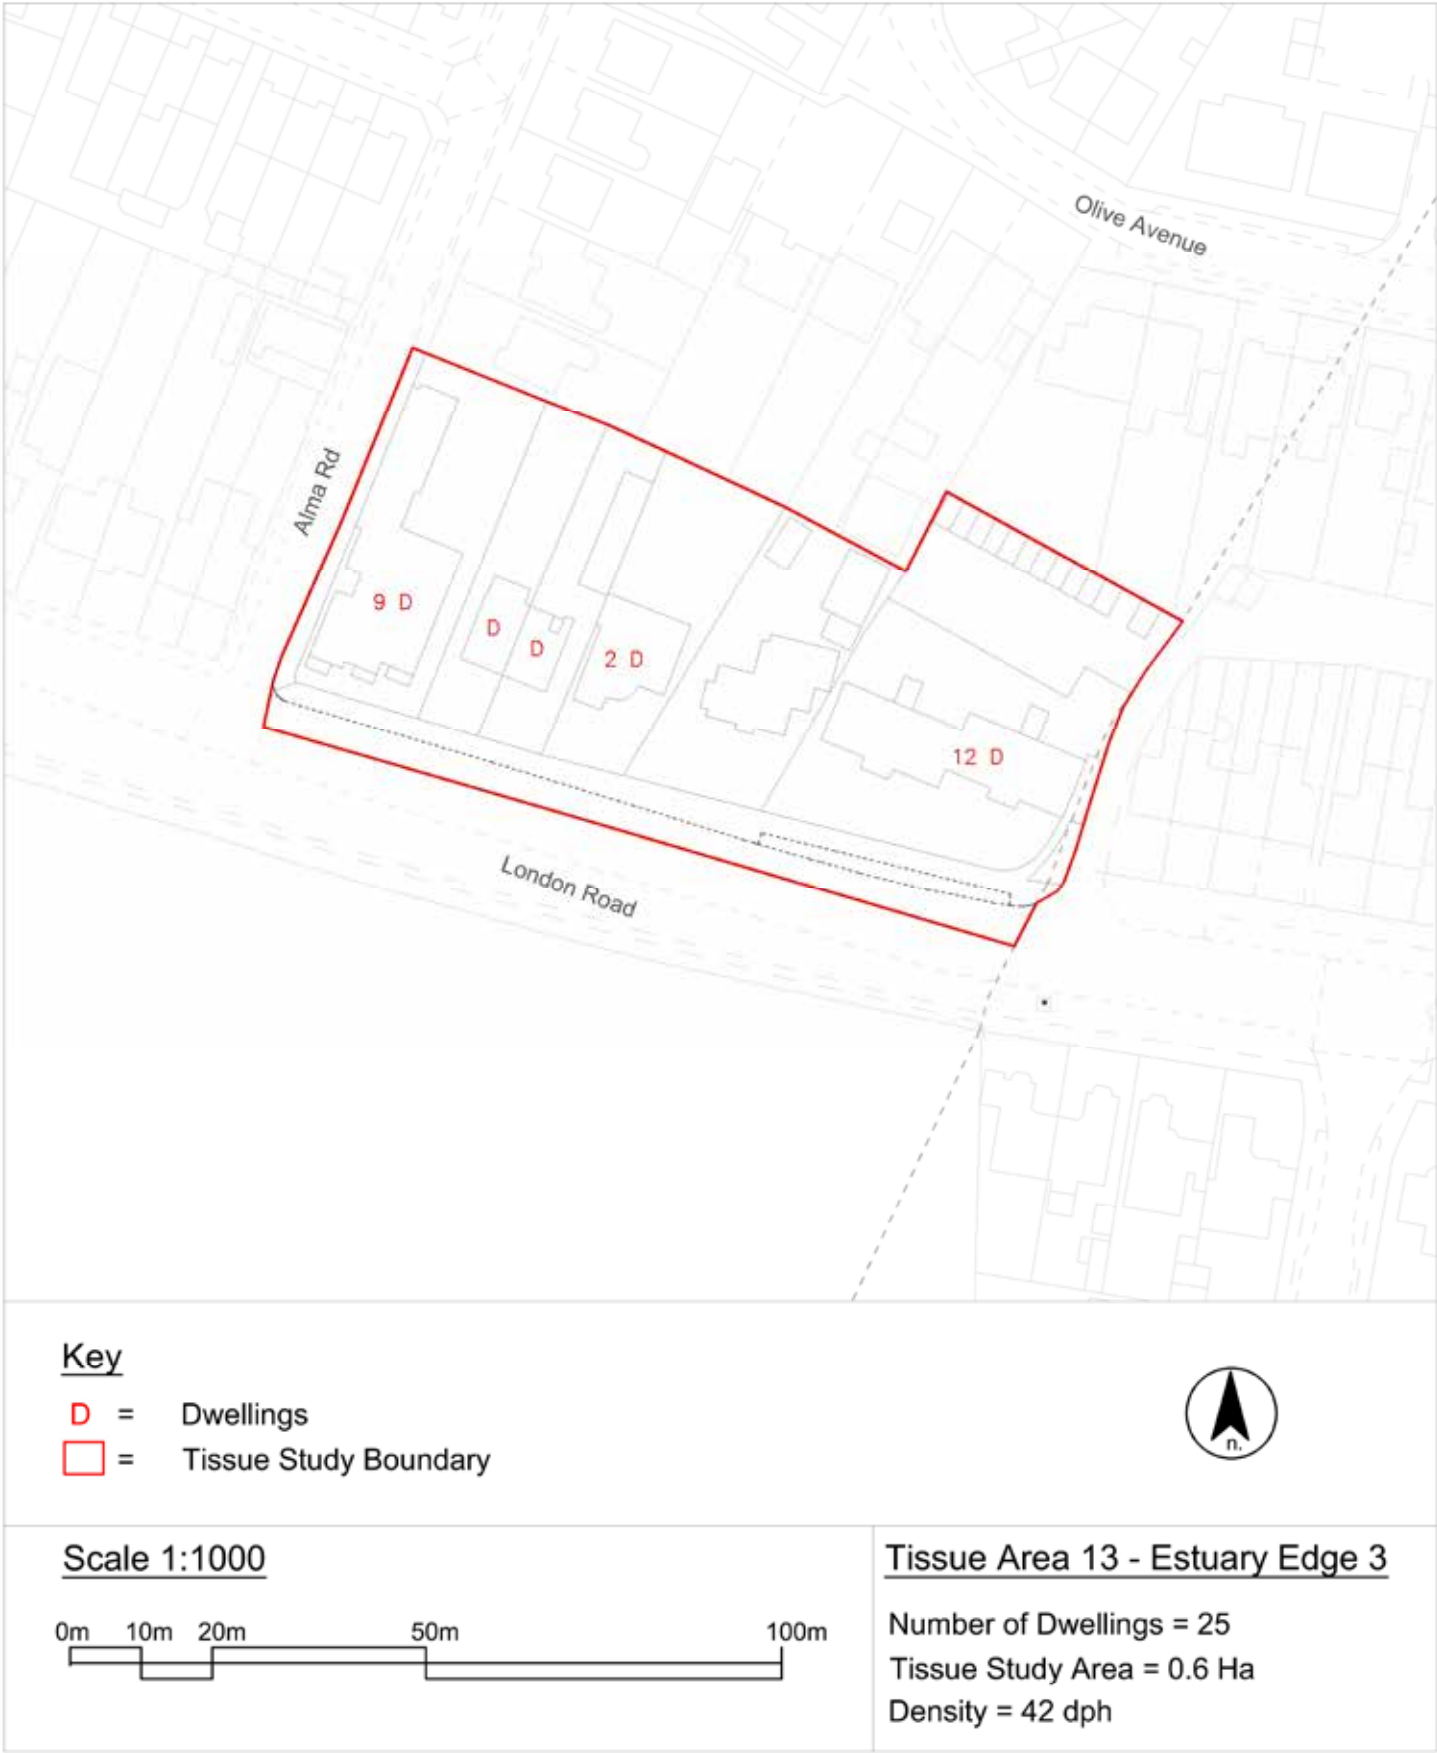 Olive Avenue
Alma Rd
9 D
D
D
2 D
12 D
London Road
Key
D = Dwellings
= Tissue Study Boundary
n.
Scale 1:1000
0m 10m 20m 50m 100m
Tissue Area 13 - Estuary Edge 3
Number of Dwellings = 25
Tissue Study Area = 0.6 Ha
Density = 42 dph